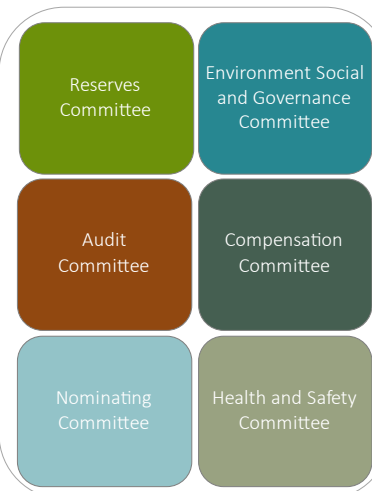 Reserves
Committee
Environment Social
and Governance
Committee
Audit
Committee
Compensation
Committee
Nominating
Committee
Health and Safety
Committee